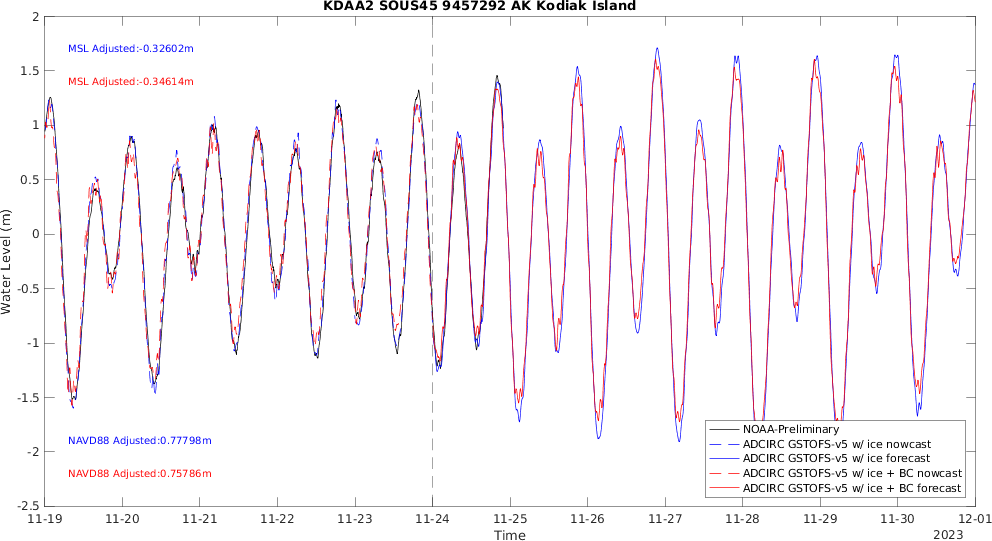 KDAA2 SOUS45 9457292 AK Kodiak Island
2
1.5
1
0.5
0
-0.5
-1
-1.5
-2
-2.5
Water Level (m)
MSL Adjusted:-0.32602m
MSL Adjusted:-0.34614m
NAVD88 Adjusted:0.77798m
NAVD88 Adjusted:0.75786m
NOAA-Preliminary
ADCIRC GSTOFS-v5 w/ ice nowcast
ADCIRC GSTOFS-v5 w/ ice forecast
ADCIRC GSTOFS-v5 w/ ice + BC nowcast
ADCIRC GSTOFS-v5 w/ ice + BC forecast
11-19 11-20 11-21 11-22 11-23 11-24 11-25 11-26 11-27 11-28 11-29 11-30 12-01
Time
2023